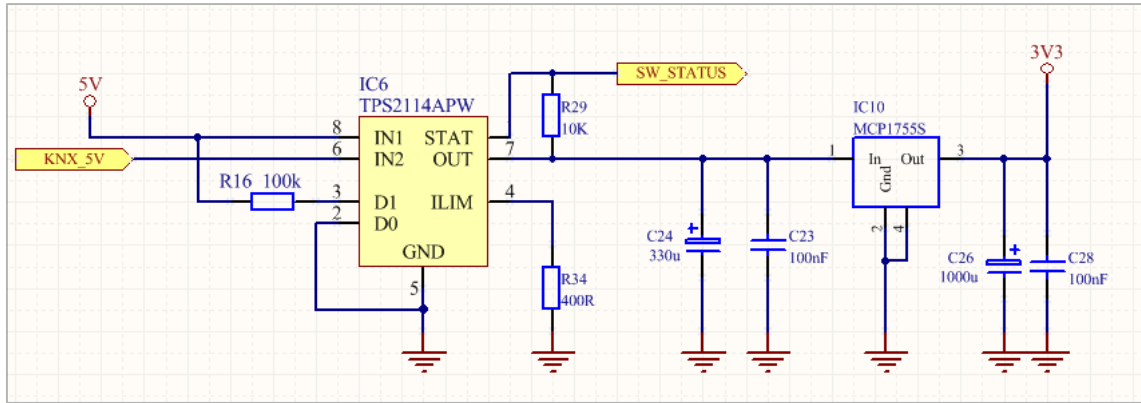 3V3
5V
IC6
TPS2114APW
SW_STATUS
R29
10K
IC10
MCP1755S
8 IN1 STAT
KNX_5V
6 IN2 OUT 7
1 In Out 3
Gnd
R16 100k
3 D1 ILIM 4
2 D0
2 4
GND
5
C24
330u
C23
100nF
R34
400R
C26
1000u
C28
100nF